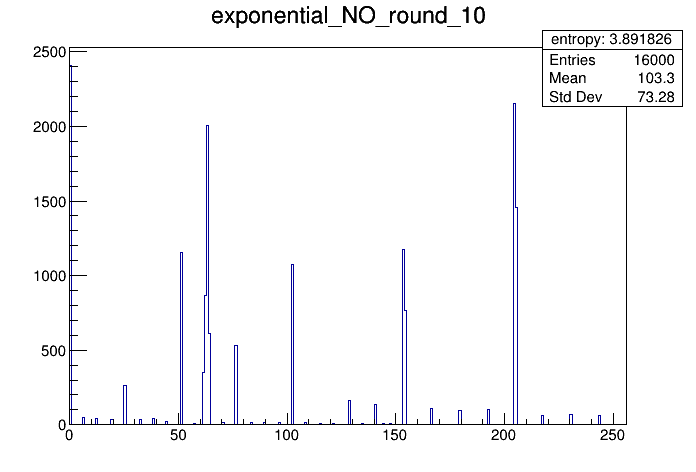 exponential_NO_round_10
entropy: 3.891826
Entries 16000
Mean 103.3
Std Dev 73.28
2500
2000
1500
1000
500
0
0 50 100 150 200 250